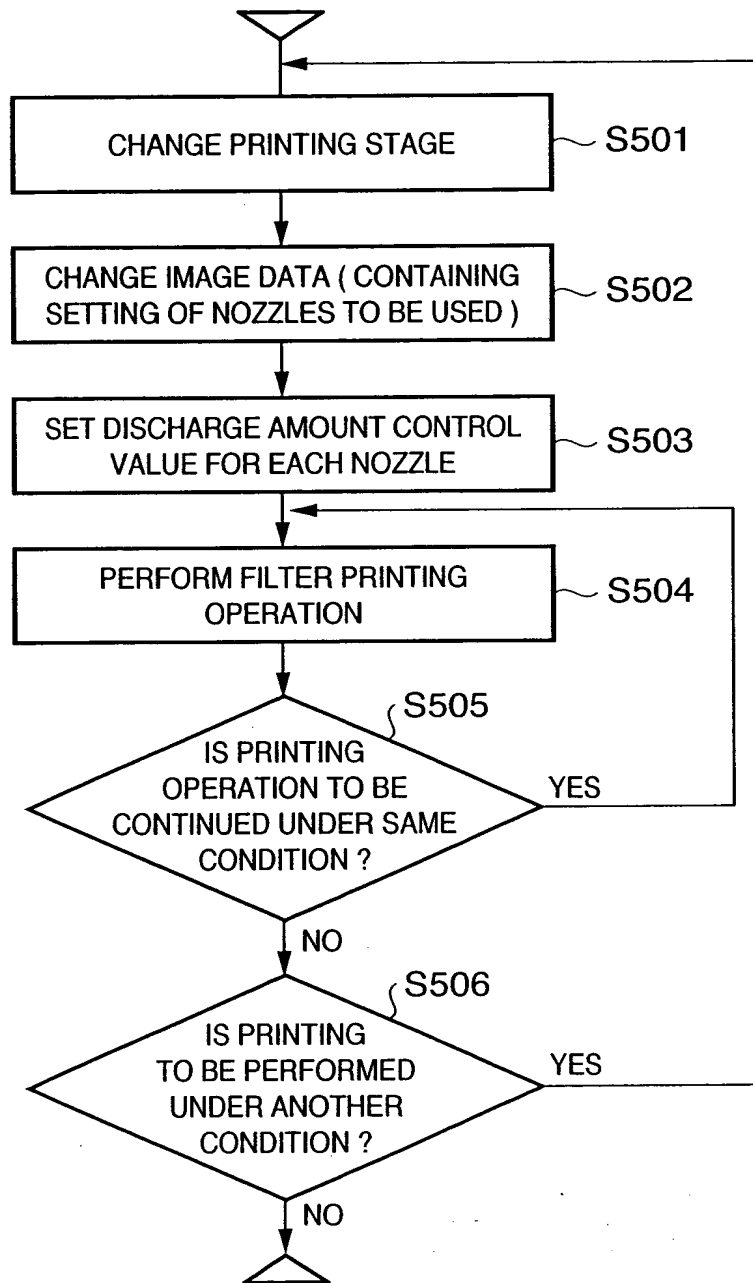 CHANGE PRINTING STAGE
S501
CHANGE IMAGE DATA ( CONTAINING
SETTING OF NOZZLES TO BE USED )
S502
SET DISCHARGE AMOUNT CONTROL
VALUE FOR EACH NOZZLE
S503
PERFORM FILTER PRINTING
OPERATION
S504
S505
IS PRINTING
OPERATION TO BE
CONTINUED UNDER SAME
CONDITION ?
YES
NO
S506
IS PRINTING
TO BE PERFORMED
UNDER ANOTHER
CONDITION ?
YES
NO